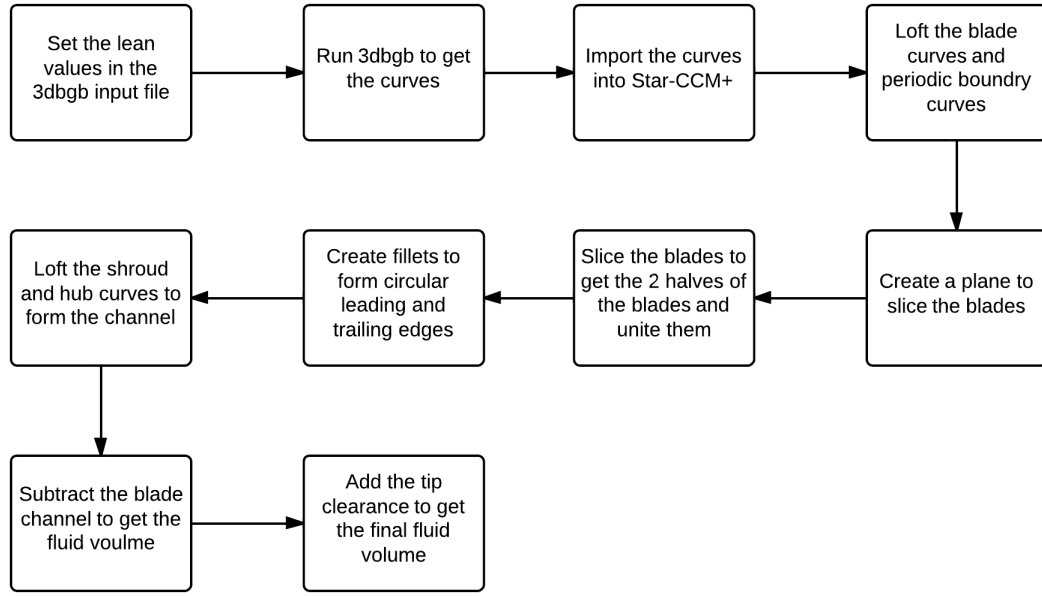 Set the lean
values in the
3dbgb input file
Run 3dbgb to get
the curves
Import the curves
into Star-CCM+
Loft the blade
curves and
periodic boundry
curves
Create a plane to
slice the blades
Slice the blades to
get the 2 halves of
the blades and
unite them
Create fillets to
form circular
leading and
trailing edges
Loft the shroud
and hub curves to
form the channel
Subtract the blade
channel to get the
fluid voulme
Add the tip
clearance to get
the final fluid
volume